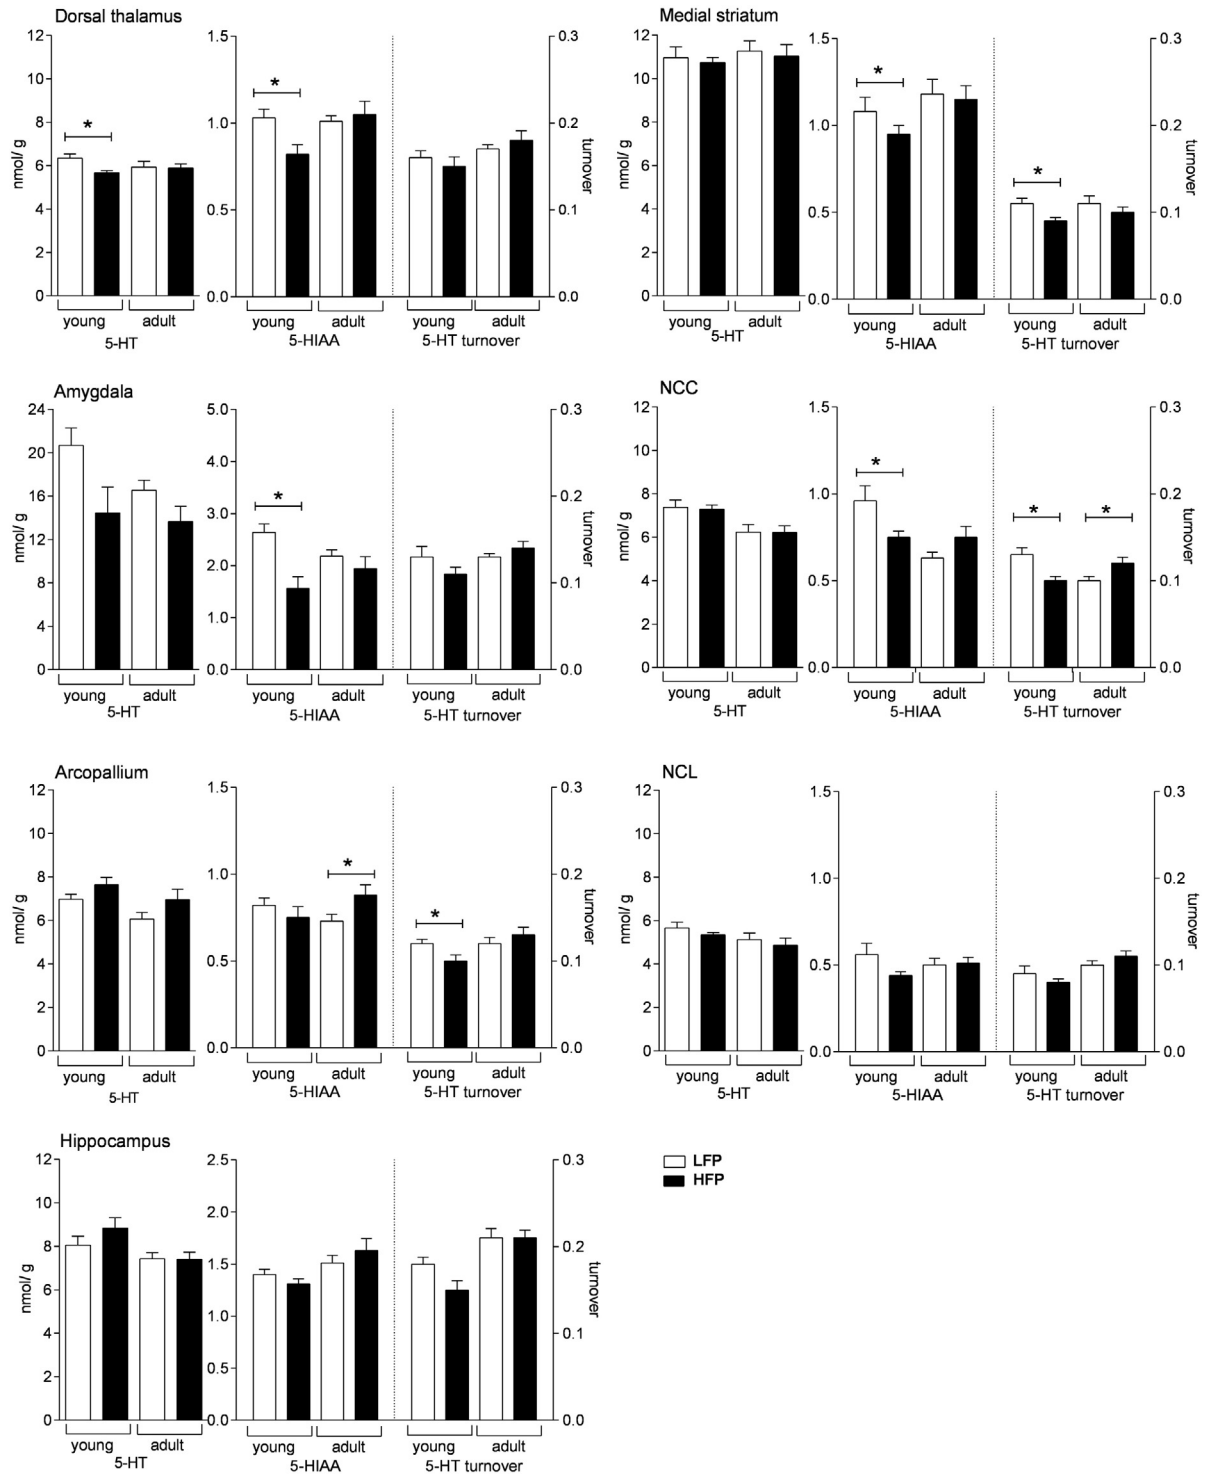 Dorsal thalamus
12
10
8
6
4
2
0
nmol/ g
*
young adult
5-HT
1.5
1.0
0.5
0.0
*
0.3
0.2
0.1
0.0
turnover
young adult young adult
5-HIAA 5-HT turnover
Medial striatum
12
10
8
6
4
2
0
nmol/ g
young adult
5-HT
1.5
1.0
0.5
0.0
*
*
0.3
0.2
0.1
0.0
turnover
young adult young adult
5-HIAA 5-HT turnover
Amygdala
24
20
16
12
8
4
0
nmol/ g
young adult
5-HT
5.0
4.0
3.0
2.0
1.0
0.0
*
0.3
0.2
0.1
0.0
turnover
young adult young adult
5-HIAA 5-HT turnover
NCC
12
10
8
6
4
2
0
nmol/ g
young adult
5-HT
1.5
1.0
0.5
0.0
*
* *
0.3
0.2
0.1
0.0
turnover
young adult young adult
5-HIAA 5-HT turnover
Arcopallium
12
10
8
6
4
2
0
nmol/ g
young adult
5-HT
1.5
1.0
0.5
0.0
*
*
0.3
0.2
0.1
0.0
turnover
young adult young adult
5-HIAA 5-HT turnover
NCL
12
10
8
6
4
2
0
nmol/ g
young adult
5-HT
1.5
1.0
0.5
0.0
0.3
0.2
0.1
0.0
turnover
young adult young adult
5-HIAA 5-HT turnover
Hippocampus
12
10
8
6
4
2
0
nmol/ g
young adult
5-HT
2.5
2.0
1.5
1.0
0.5
0.0
0.3
0.2
0.1
0.0
turnover
young adult young adult
5-HIAA 5-HT turnover
LFP
HFP